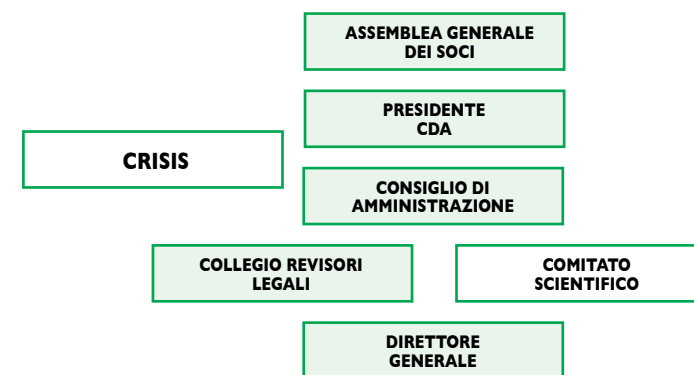 ASSEMBLEA GENERALE
DEI SOCI
PRESIDENTE
CDA
CRISIS
CONSIGLIO DI
AMMINISTRAZIONE
COLLEGIO REVISORI
LEGALI
COMITATO
SCIENTIFICO
DIRETTORE
GENERALE